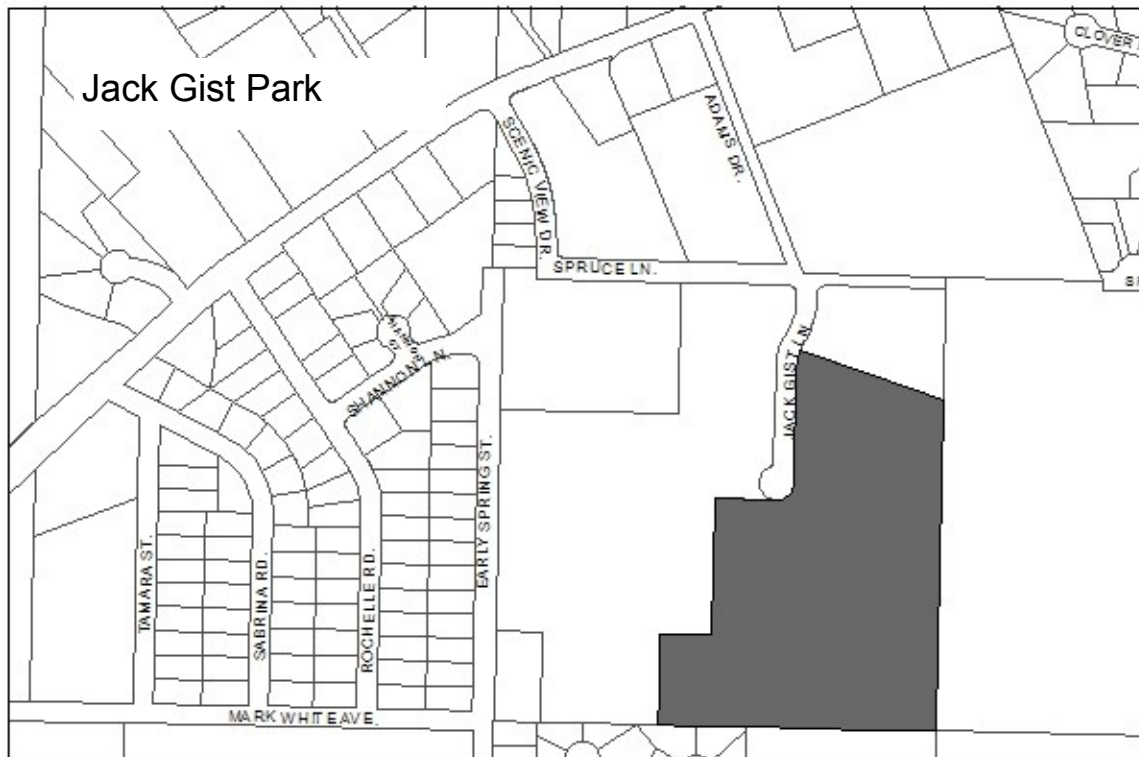 Jack Gist Park
CLOVER
SCENIC VIEW DR.
ADAMS DR.
SPRUCE LN.
SHANNON LN.
JACK GIST LN
EARLY SPRING ST.
TAMARA ST.
SABRINA RD.
ROCHELLE RD.
MARK WHITE AVE.